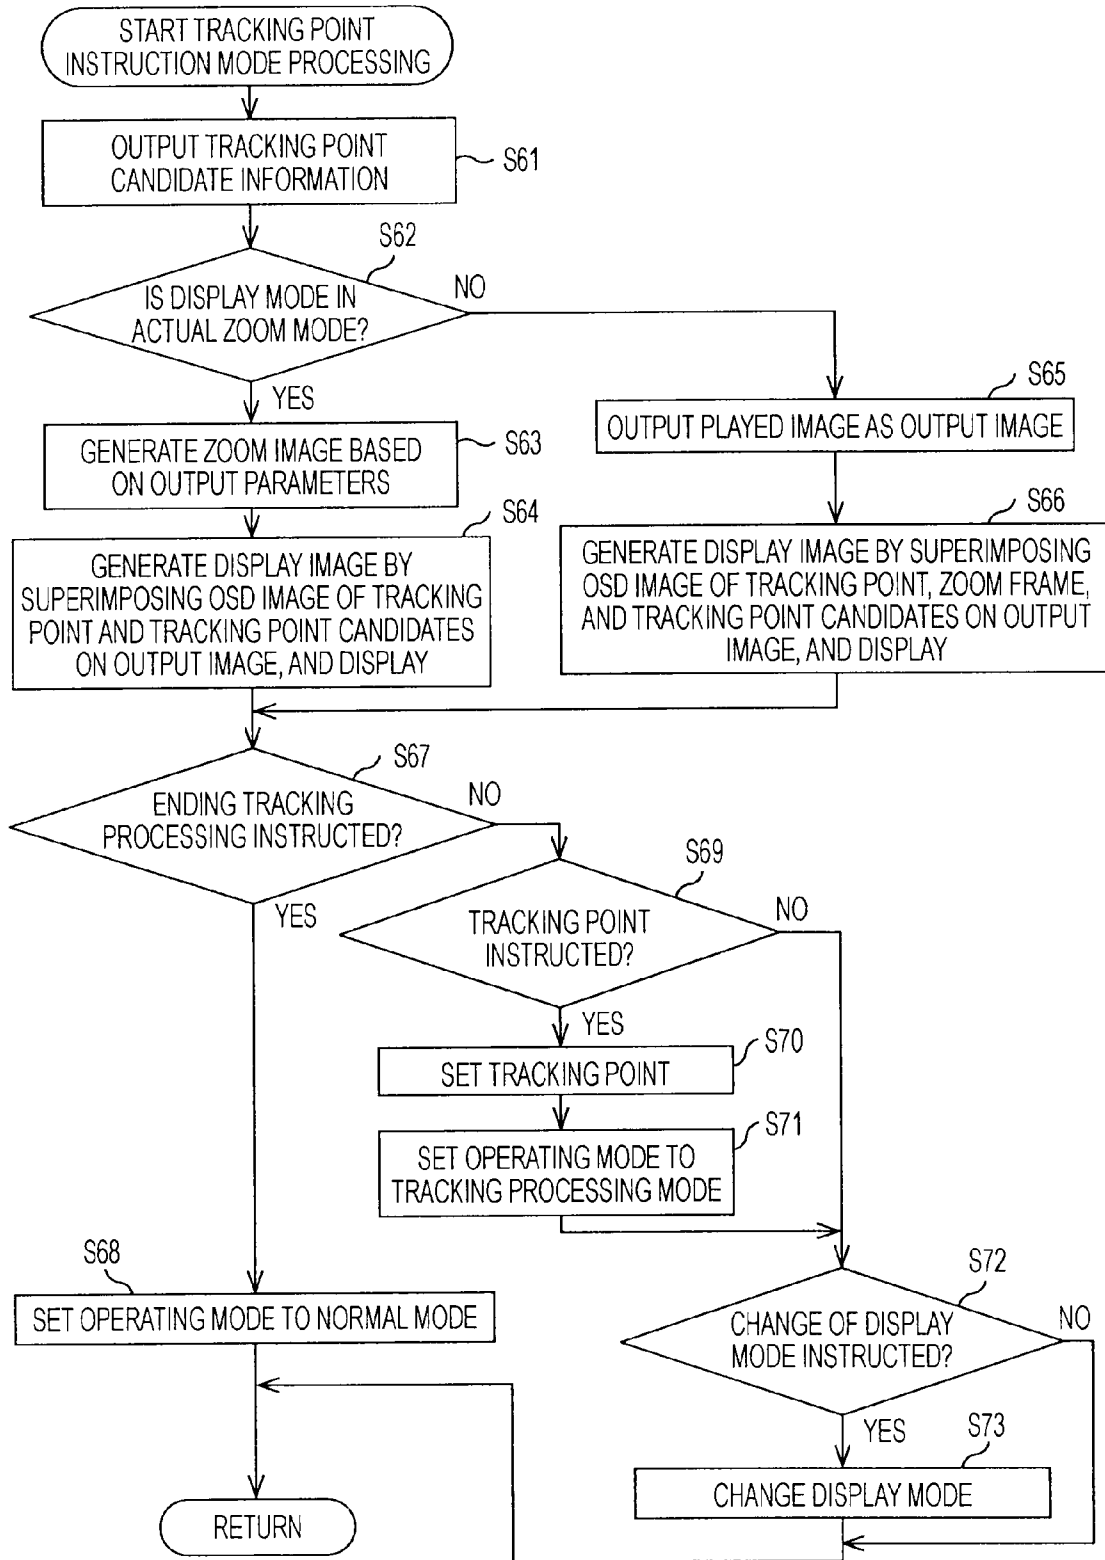 START TRACKING POINT
INSTRUCTION MODE PROCESSING
OUTPUT TRACKING POINT
CANDIDATE INFORMATION
S61
S62
IS DISPLAY MODE IN
ACTUAL ZOOM MODE?
NO
YES
S63
GENERATE ZOOM IMAGE BASED
ON OUTPUT PARAMETERS
S65
OUTPUT PLAYED IMAGE AS OUTPUT IMAGE
S64
GENERATE DISPLAY IMAGE BY
SUPERIMPOSING OSD IMAGE OF TRACKING
POINT AND TRACKING POINT CANDIDATES
ON OUTPUT IMAGE, AND DISPLAY
S66
GENERATE DISPLAY IMAGE BY SUPERIMPOSING
OSD IMAGE OF TRACKING POINT, ZOOM FRAME,
AND TRACKING POINT CANDIDATES ON OUTPUT
IMAGE, AND DISPLAY
S67
ENDING TRACKING
PROCESSING INSTRUCTED?
NO
YES
S69
TRACKING POINT
INSTRUCTED?
NO
YES
S70
SET TRACKING POINT
S71
SET OPERATING MODE TO
TRACKING PROCESSING MODE
S68
SET OPERATING MODE TO NORMAL MODE
S72
CHANGE OF DISPLAY
MODE INSTRUCTED?
NO
YES
S73
CHANGE DISPLAY MODE
RETURN